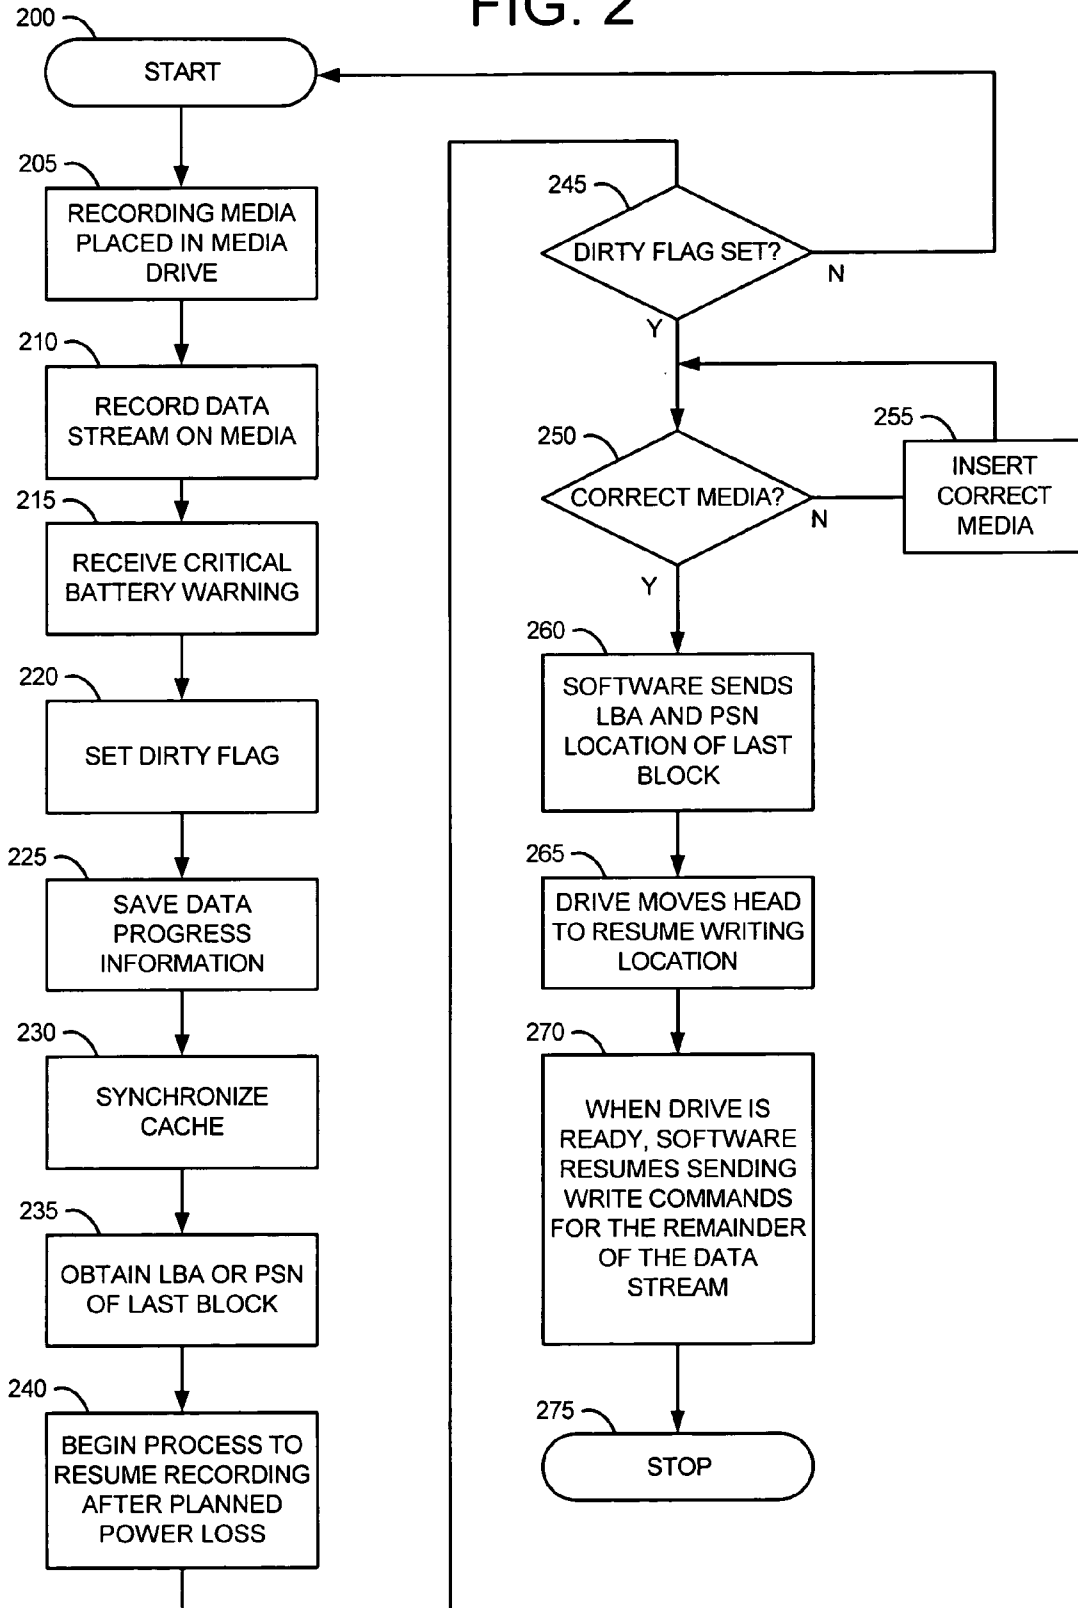 FIG. 2
200
START
205
RECORDING MEDIA
PLACED IN MEDIA
DRIVE
210
RECORD DATA
STREAM ON MEDIA
215
RECEIVE CRITICAL
BATTERY WARNING
220
SET DIRTY FLAG
225
SAVE DATA
PROGRESS
INFORMATION
230
SYNCHRONIZE
CACHE
235
OBTAIN LBA OR PSN
OF LAST BLOCK
240
BEGIN PROCESS TO
RESUME RECORDING
AFTER PLANNED
POWER LOSS
245
DIRTY FLAG SET?
N
Y
250
CORRECT MEDIA?
N
Y
255
INSERT
CORRECT
MEDIA
260
SOFTWARE SENDS
LBA AND PSN
LOCATION OF LAST
BLOCK
265
DRIVE MOVES HEAD
TO RESUME WRITING
LOCATION
270
WHEN DRIVE IS
READY, SOFTWARE
RESUMES SENDING
WRITE COMMANDS
FOR THE REMAINDER
OF THE DATA
STREAM
275
STOP